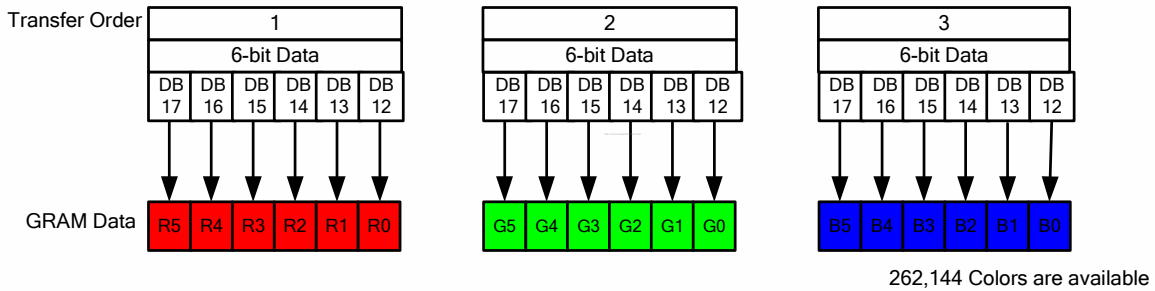 Transfer Order 1 2 3
6-bit Data 6-bit Data 6-bit Data
DB DB DB DB DB DB DB DB DB DB DB DB DB DB DB DB DB DB
17 16 15 14 13 12 17 16 15 14 13 12 17 16 15 14 13 12
GRAM Data R5 R4 R3 R2 R1 R0 G5 G4 G3 G2 G1 G0 B5 B4 B3 B2 B1 B0
262,144 Colors are available